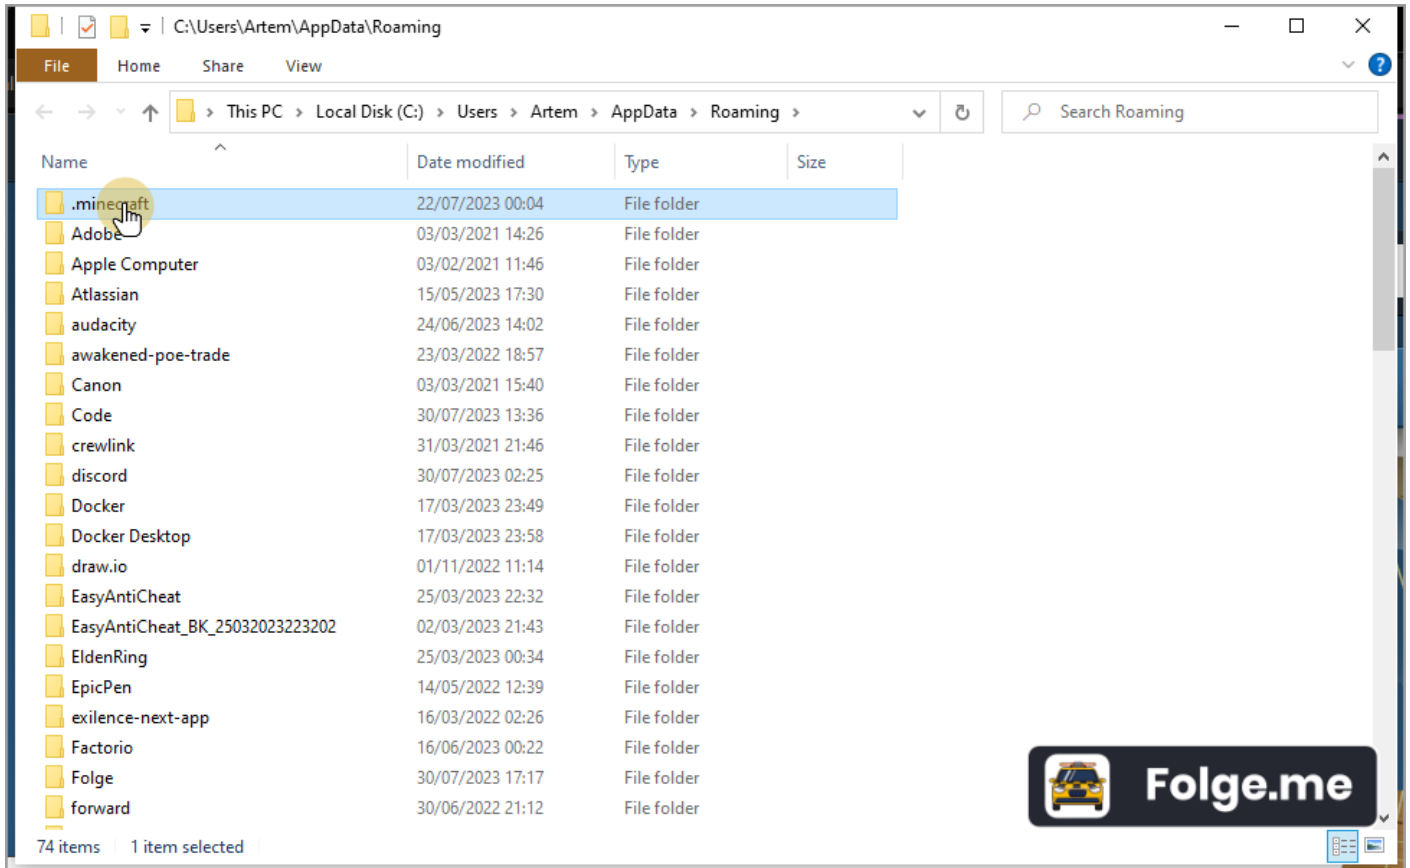 C:\Users\Artem\AppData\Roaming
File Home Share View ?
This PC > Local Disk (C:) > Users > Artem > AppData > Roaming > Search Roaming
Name Date modified Type Size
.minecraft 22/07/2023 00:04 File folder
Adobe 03/03/2021 14:26 File folder
Apple Computer 03/02/2021 11:46 File folder
Atlassian 15/05/2023 17:30 File folder
audacity 24/06/2023 14:02 File folder
awakened-poe-trade 23/03/2022 18:57 File folder
Canon 03/03/2021 15:40 File folder
Code 30/07/2023 13:36 File folder
crewlink 31/03/2021 21:46 File folder
discord 30/07/2023 02:25 File folder
Docker 17/03/2023 23:49 File folder
Docker Desktop 17/03/2023 23:58 File folder
draw.io 01/11/2022 11:14 File folder
EasyAntiCheat 25/03/2023 22:32 File folder
EasyAntiCheat_BK_25032023223202 02/03/2023 21:43 File folder
EldenRing 25/03/2023 00:34 File folder
EpicPen 14/05/2022 12:39 File folder
exilence-next-app 16/03/2022 02:26 File folder
Factorio 16/06/2023 00:22 File folder
Folge 30/07/2023 17:17 File folder
forward 30/06/2022 21:12 File folder
Folge.me
74 items 1 item selected